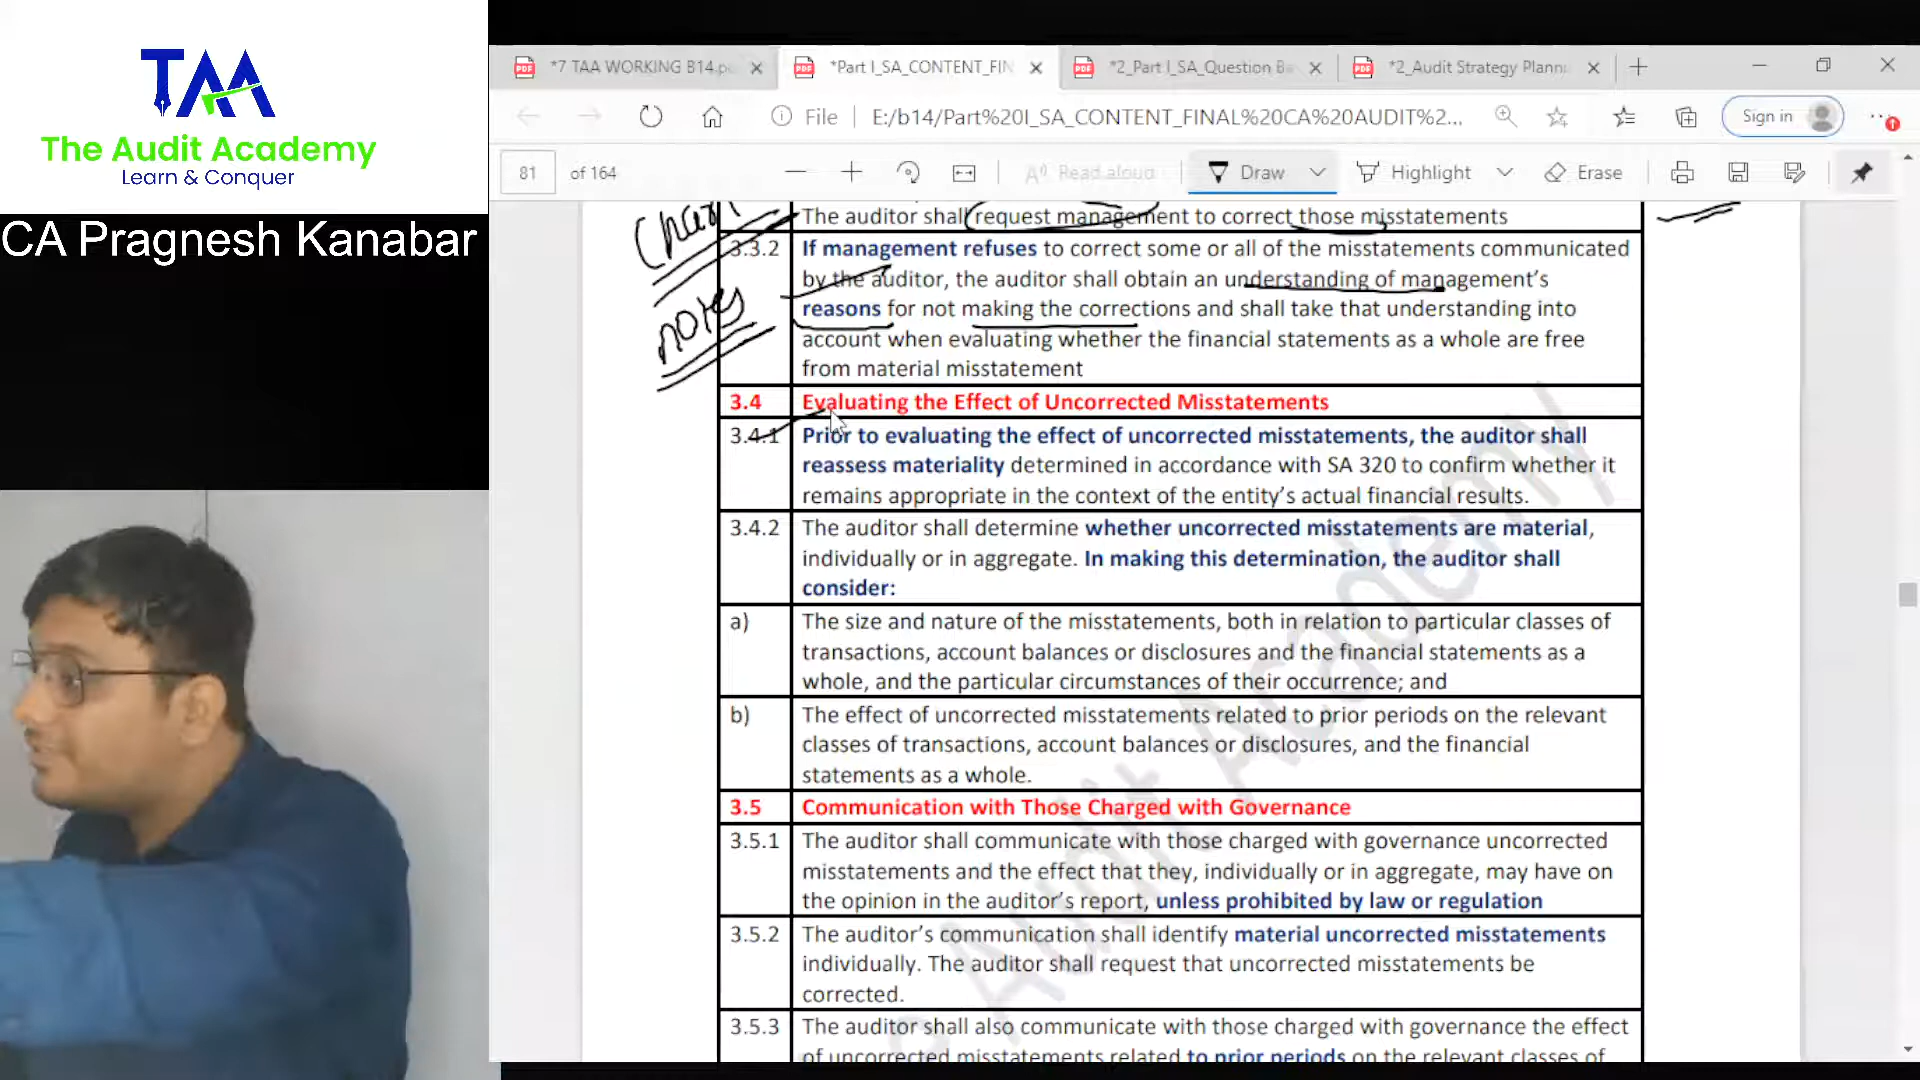 TAA
The Audit Academy
Learn & Conquer
CA Pragnesh Kanabar
*7 TAA WORKING B14.p
*Part I_SA_CONTENT_FIN
*2_Part I_SA_Question Ba
*2_Audit Strategy Planni
File
E:/b14/Part%20I_SA_CONTENT_FINAL%20CA%20AUDIT%2...
Sign in
81 of 164
Read aloud
Draw
Highlight
Erase
The auditor shall request management to correct those misstatements
3.3.2 If management refuses to correct some or all of the misstatements communicated
by the auditor, the auditor shall obtain an understanding of management's
notes
reasons for not making the corrections and shall take that understanding into
account when evaluating whether the financial statements as a whole are free
from material misstatement
3.4 Evaluating the Effect of Uncorrected Misstatements
3.4.1 Prior to evaluating the effect of uncorrected misstatements, the auditor shall
reassess materiality determined in accordance with SA 320 to confirm whether it
remains appropriate in the context of the entity's actual financial results.
3.4.2 The auditor shall determine whether uncorrected misstatements are material,
individually or in aggregate. In making this determination, the auditor shall
consider:
a) The size and nature of the misstatements, both in relation to particular classes of
transactions, account balances or disclosures and the financial statements as a
whole, and the particular circumstances of their occurrence; and
b) The effect of uncorrected misstatements related to prior periods on the relevant
classes of transactions, account balances or disclosures, and the financial
statements as a whole.
3.5 Communication with Those Charged with Governance
3.5.1 The auditor shall communicate with those charged with governance uncorrected
misstatements and the effect that they, individually or in aggregate, may have on
the opinion in the auditor's report, unless prohibited by law or regulation
3.5.2 The auditor's communication shall identify material uncorrected misstatements
individually. The auditor shall request that uncorrected misstatements be
corrected.
3.5.3 The auditor shall also communicate with those charged with governance the effect
of uncorrected misstatements related to prior periods on the relevant classes of
Audit Academy